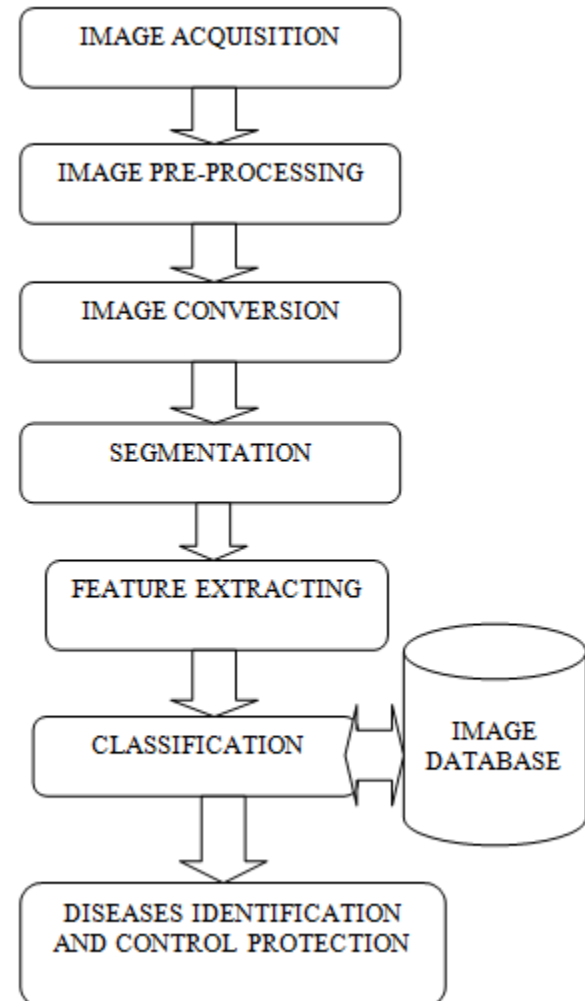 IMAGE ACQUISITION
IMAGE PRE-PROCESSING
IMAGE CONVERSION
SEGMENTATION
FEATURE EXTRACTING
CLASSIFICATION
IMAGE
DATABASE
DISEASES IDENTIFICATION
AND CONTROL PROTECTION